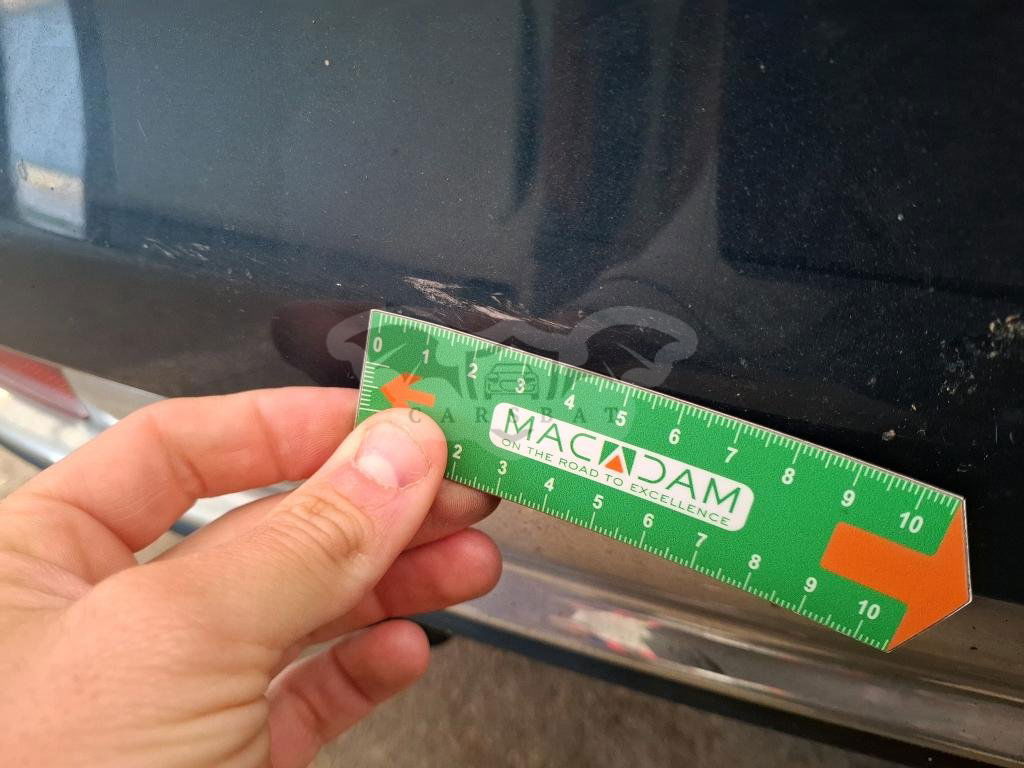 0 1 2 3 4 5 6 7 8 9 10
MACADAM
ON THE ROAD TO EXCELLENCE
2 3 4 5 6 7 8 9 10
CARSBAT